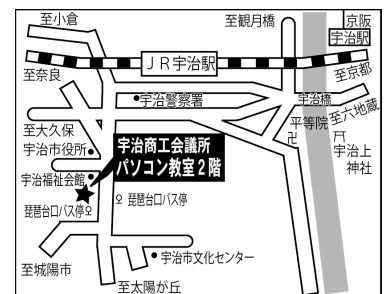 至小倉
至観月橋
京阪
宇治駅
JR宇治駅
至奈良
至京都
宇治警察署
宇治橋
至六地蔵
平等院
卍
至大久保
宇治市役所
宇治商工会議所
パソコン教室2階
宇治上
神社
宇治福祉会館
琵琶台口バス停
琵琶台口バス停
宇治市文化センター
至城陽市
至太陽が丘